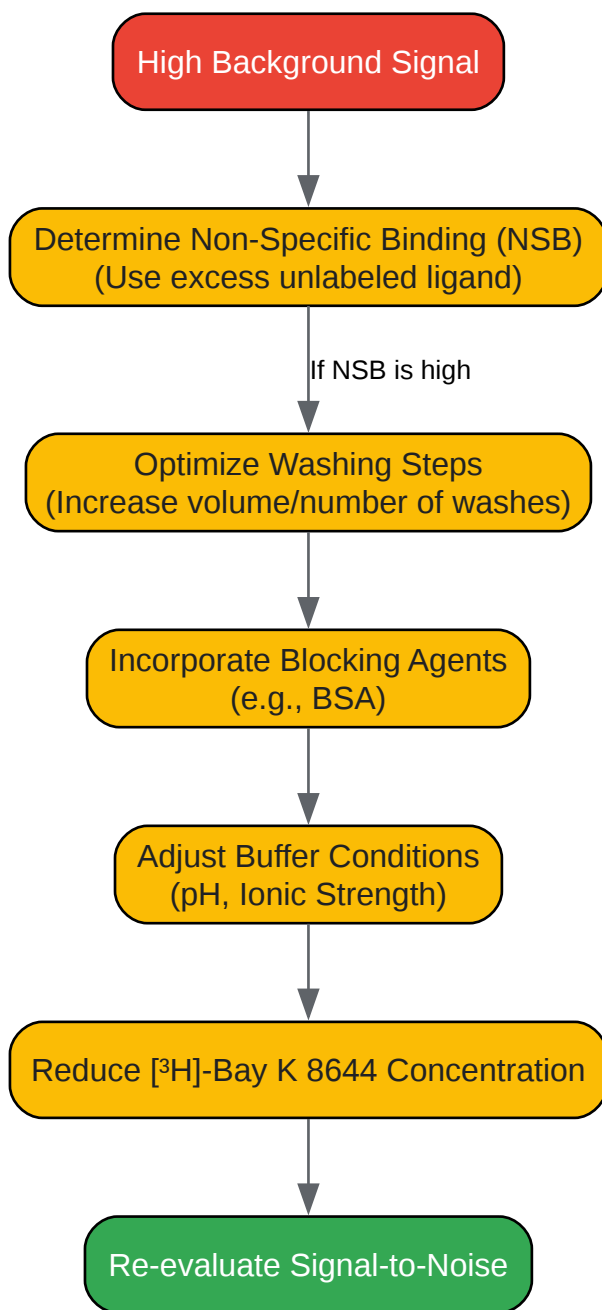 High Background Signal
Determine Non-Specific Binding (NSB)
(Use excess unlabeled ligand)
If NSB is high
Optimize Washing Steps
(Increase volume/number of washes)
Incorporate Blocking Agents
(e.g., BSA)
Adjust Buffer Conditions
(pH, Ionic Strength)
Reduce [³H]-Bay K 8644 Concentration
Re-evaluate Signal-to-Noise